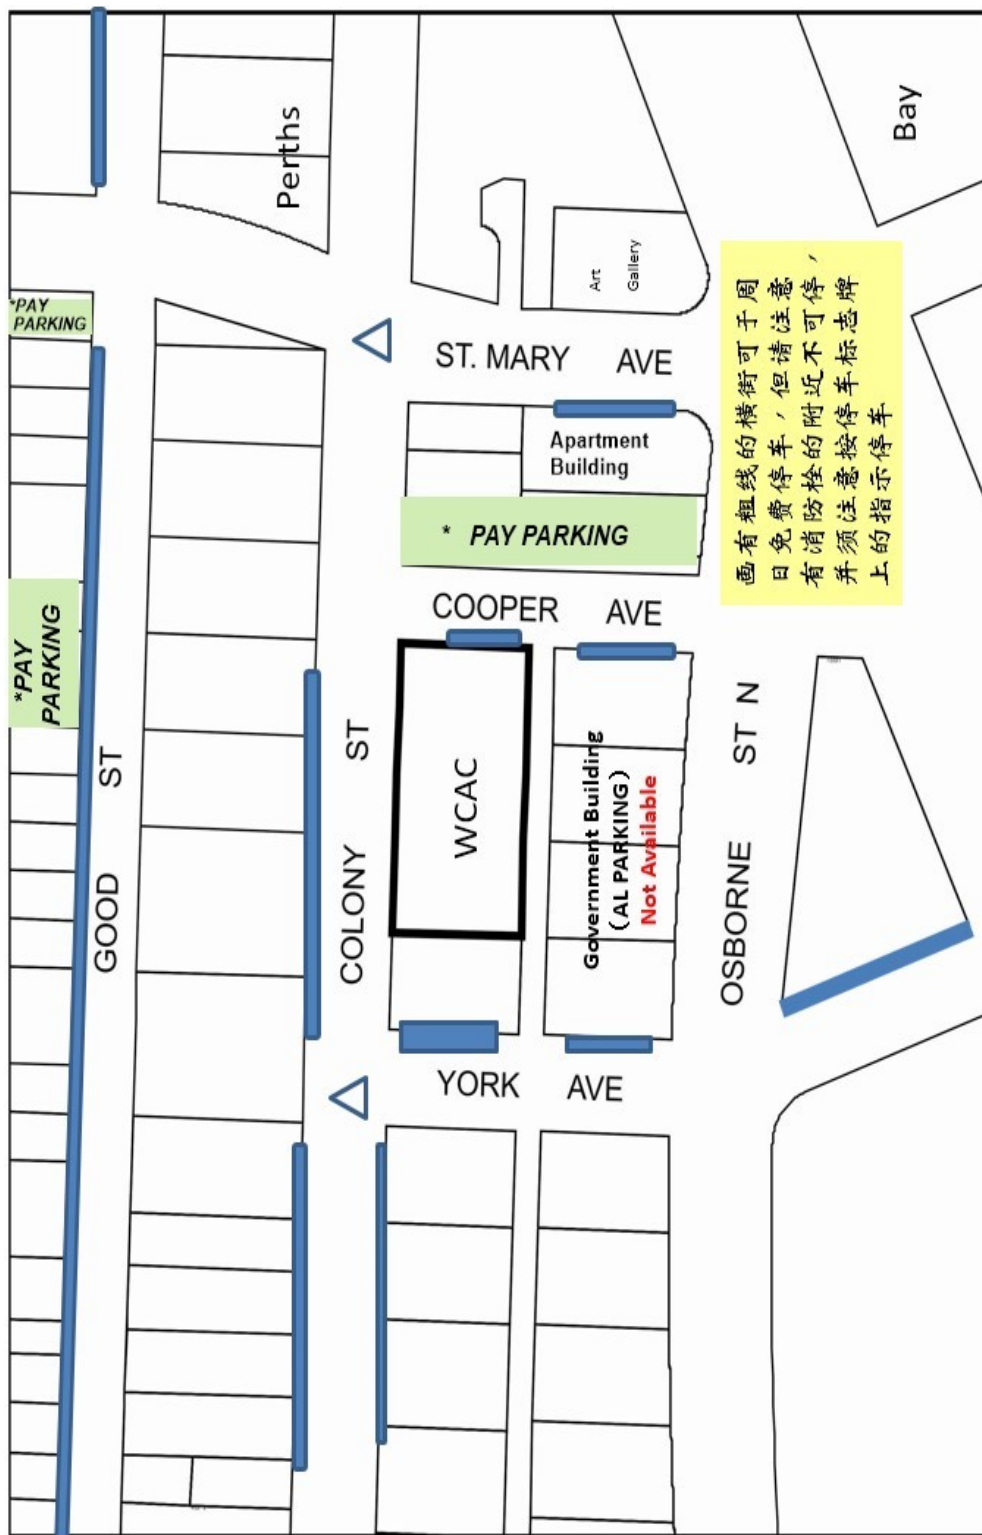 Perths
Bay
Art
Gallery
*PAY
PARKING
画有粗线的横街可于周
日免费停车，但请注意
有消防栓的附近不可停，
并须注意按停车标志牌
上的指示停车
ST. MARY AVE
Apartment
Building
* PAY PARKING
*PAY
PARKING
COOPER AVE
GOOD ST
COLONY ST
WCAC
Government Building
(AL PARKING)
Not Available
OSBORNE ST N
YORK AVE